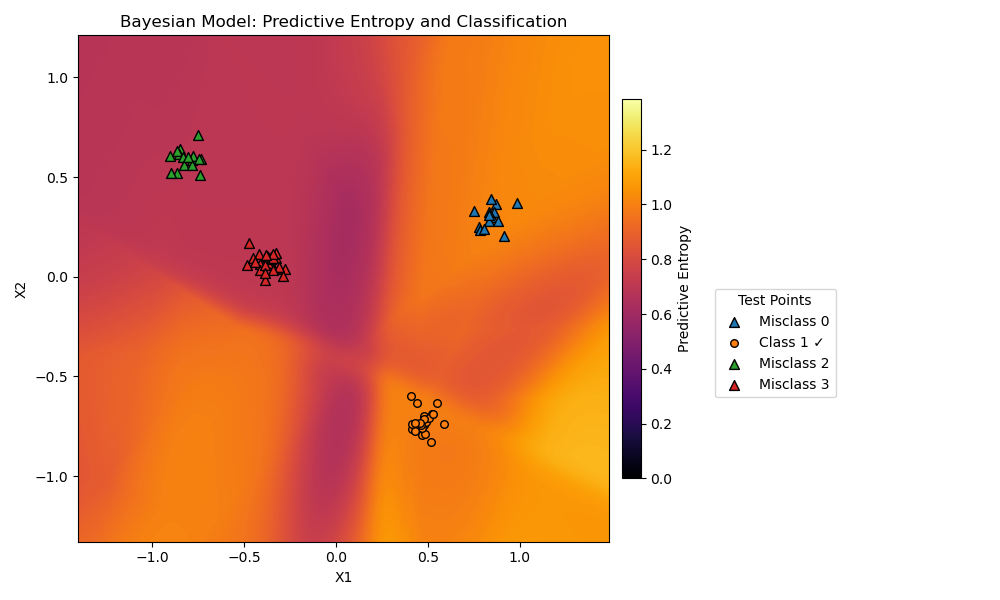 Bayesian Model: Predictive Entropy and Classification
X2
1.0
0.5
0.0
−0.5
−1.0
−1.0
−0.5
0.0
0.5
1.0
X1
1.2
1.0
0.8
0.6
0.4
0.2
0.0
Predictive Entropy
Test Points
Misclass 0
Class 1 ✓
Misclass 2
Misclass 3